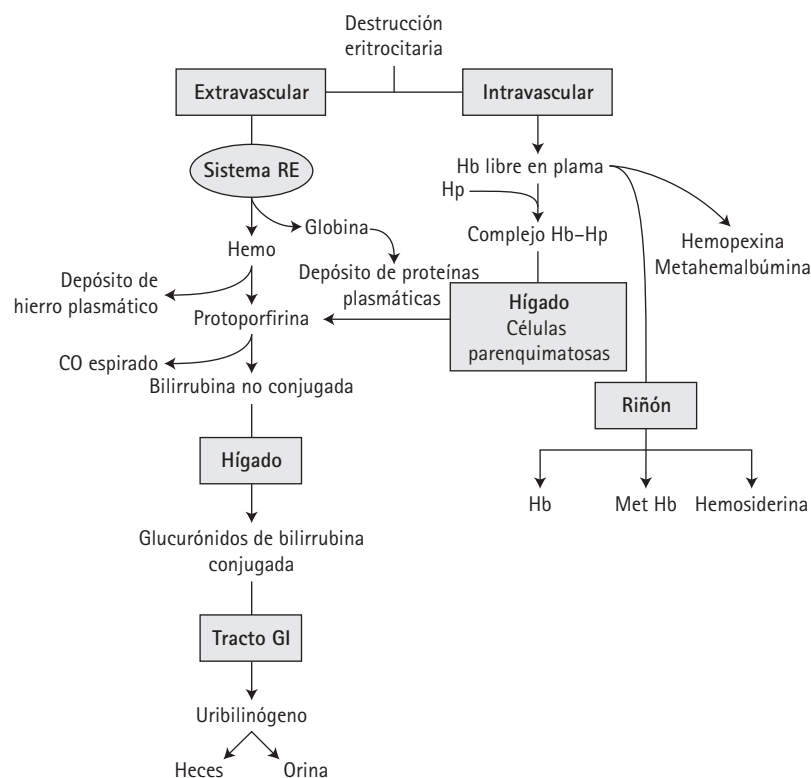 Destrucción
eritrocitaria
Extravascular
Intravascular
Sistema RE
Hb libre en plama
Hp
Globina
Complejo Hb–Hp
Hemopexina
Metahemalbúmina
Hemo
Depósito de
hierro plasmático
Depósito de proteínas
plasmáticas
Hígado
Células
parenquimatosas
Protoporfirina
CO espirado
Bilirrubina no conjugada
Riñón
Hígado
Hb
Met Hb
Hemosiderina
Glucurónidos de bilirrubina
conjugada
Tracto GI
Uribilinógeno
Heces
Orina